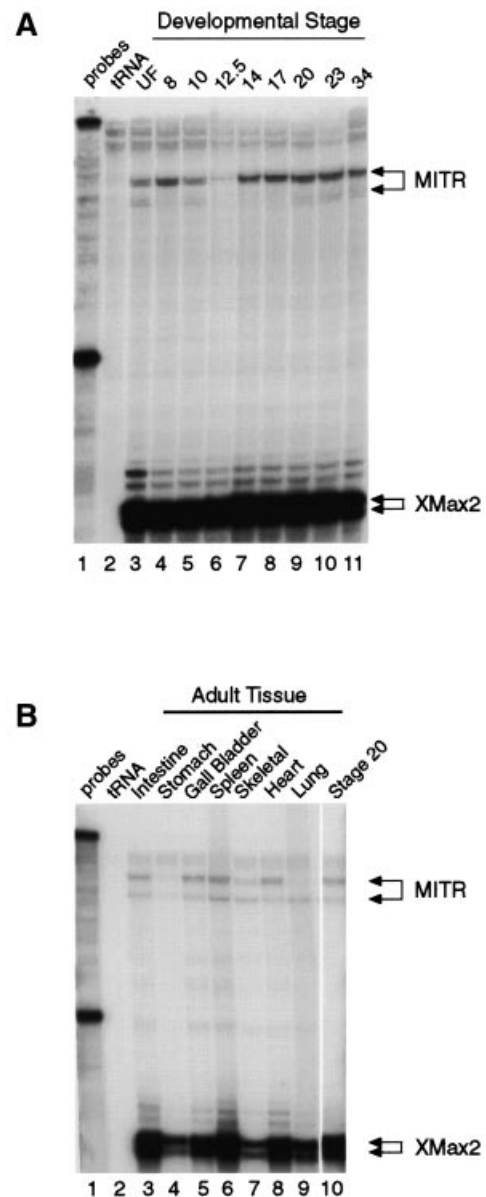 A
Developmental Stage
probes tRNA UF 8 10 12.5 14 17 20 23 34
MITR
XMax2
1 2 3 4 5 6 7 8 9 10 11
B
Adult Tissue
probes tRNA Intestine Stomach Gall Bladder Spleen Skeletal Heart Lung Stage 20
MITR
XMax2
1 2 3 4 5 6 7 8 9 10